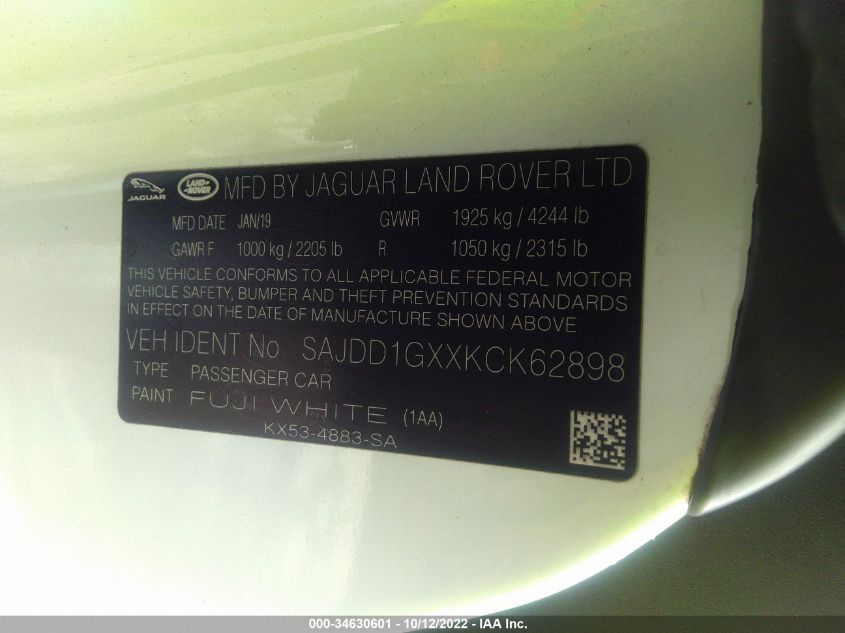 JAGUAR LAND ROVER MFD BY JAGUAR LAND ROVER LTD
MFD DATE JAN/19 GVWR 1925 kg / 4244 lb
GAWR F 1000 kg / 2205 lb R 1050 kg / 2315 lb
THIS VEHICLE CONFORMS TO ALL APPLICABLE FEDERAL MOTOR
VEHICLE SAFETY, BUMPER AND THEFT PREVENTION STANDARDS
IN EFFECT ON THE DATE OF MANUFACTURE SHOWN ABOVE.
VEH IDENT No SAJDD1GXXKCK62898
TYPE PASSENGER CAR
PAINT FUJI WHITE (1AA)
KX53-4883-SA
000-34630601 - 10/12/2022 - IAA Inc.